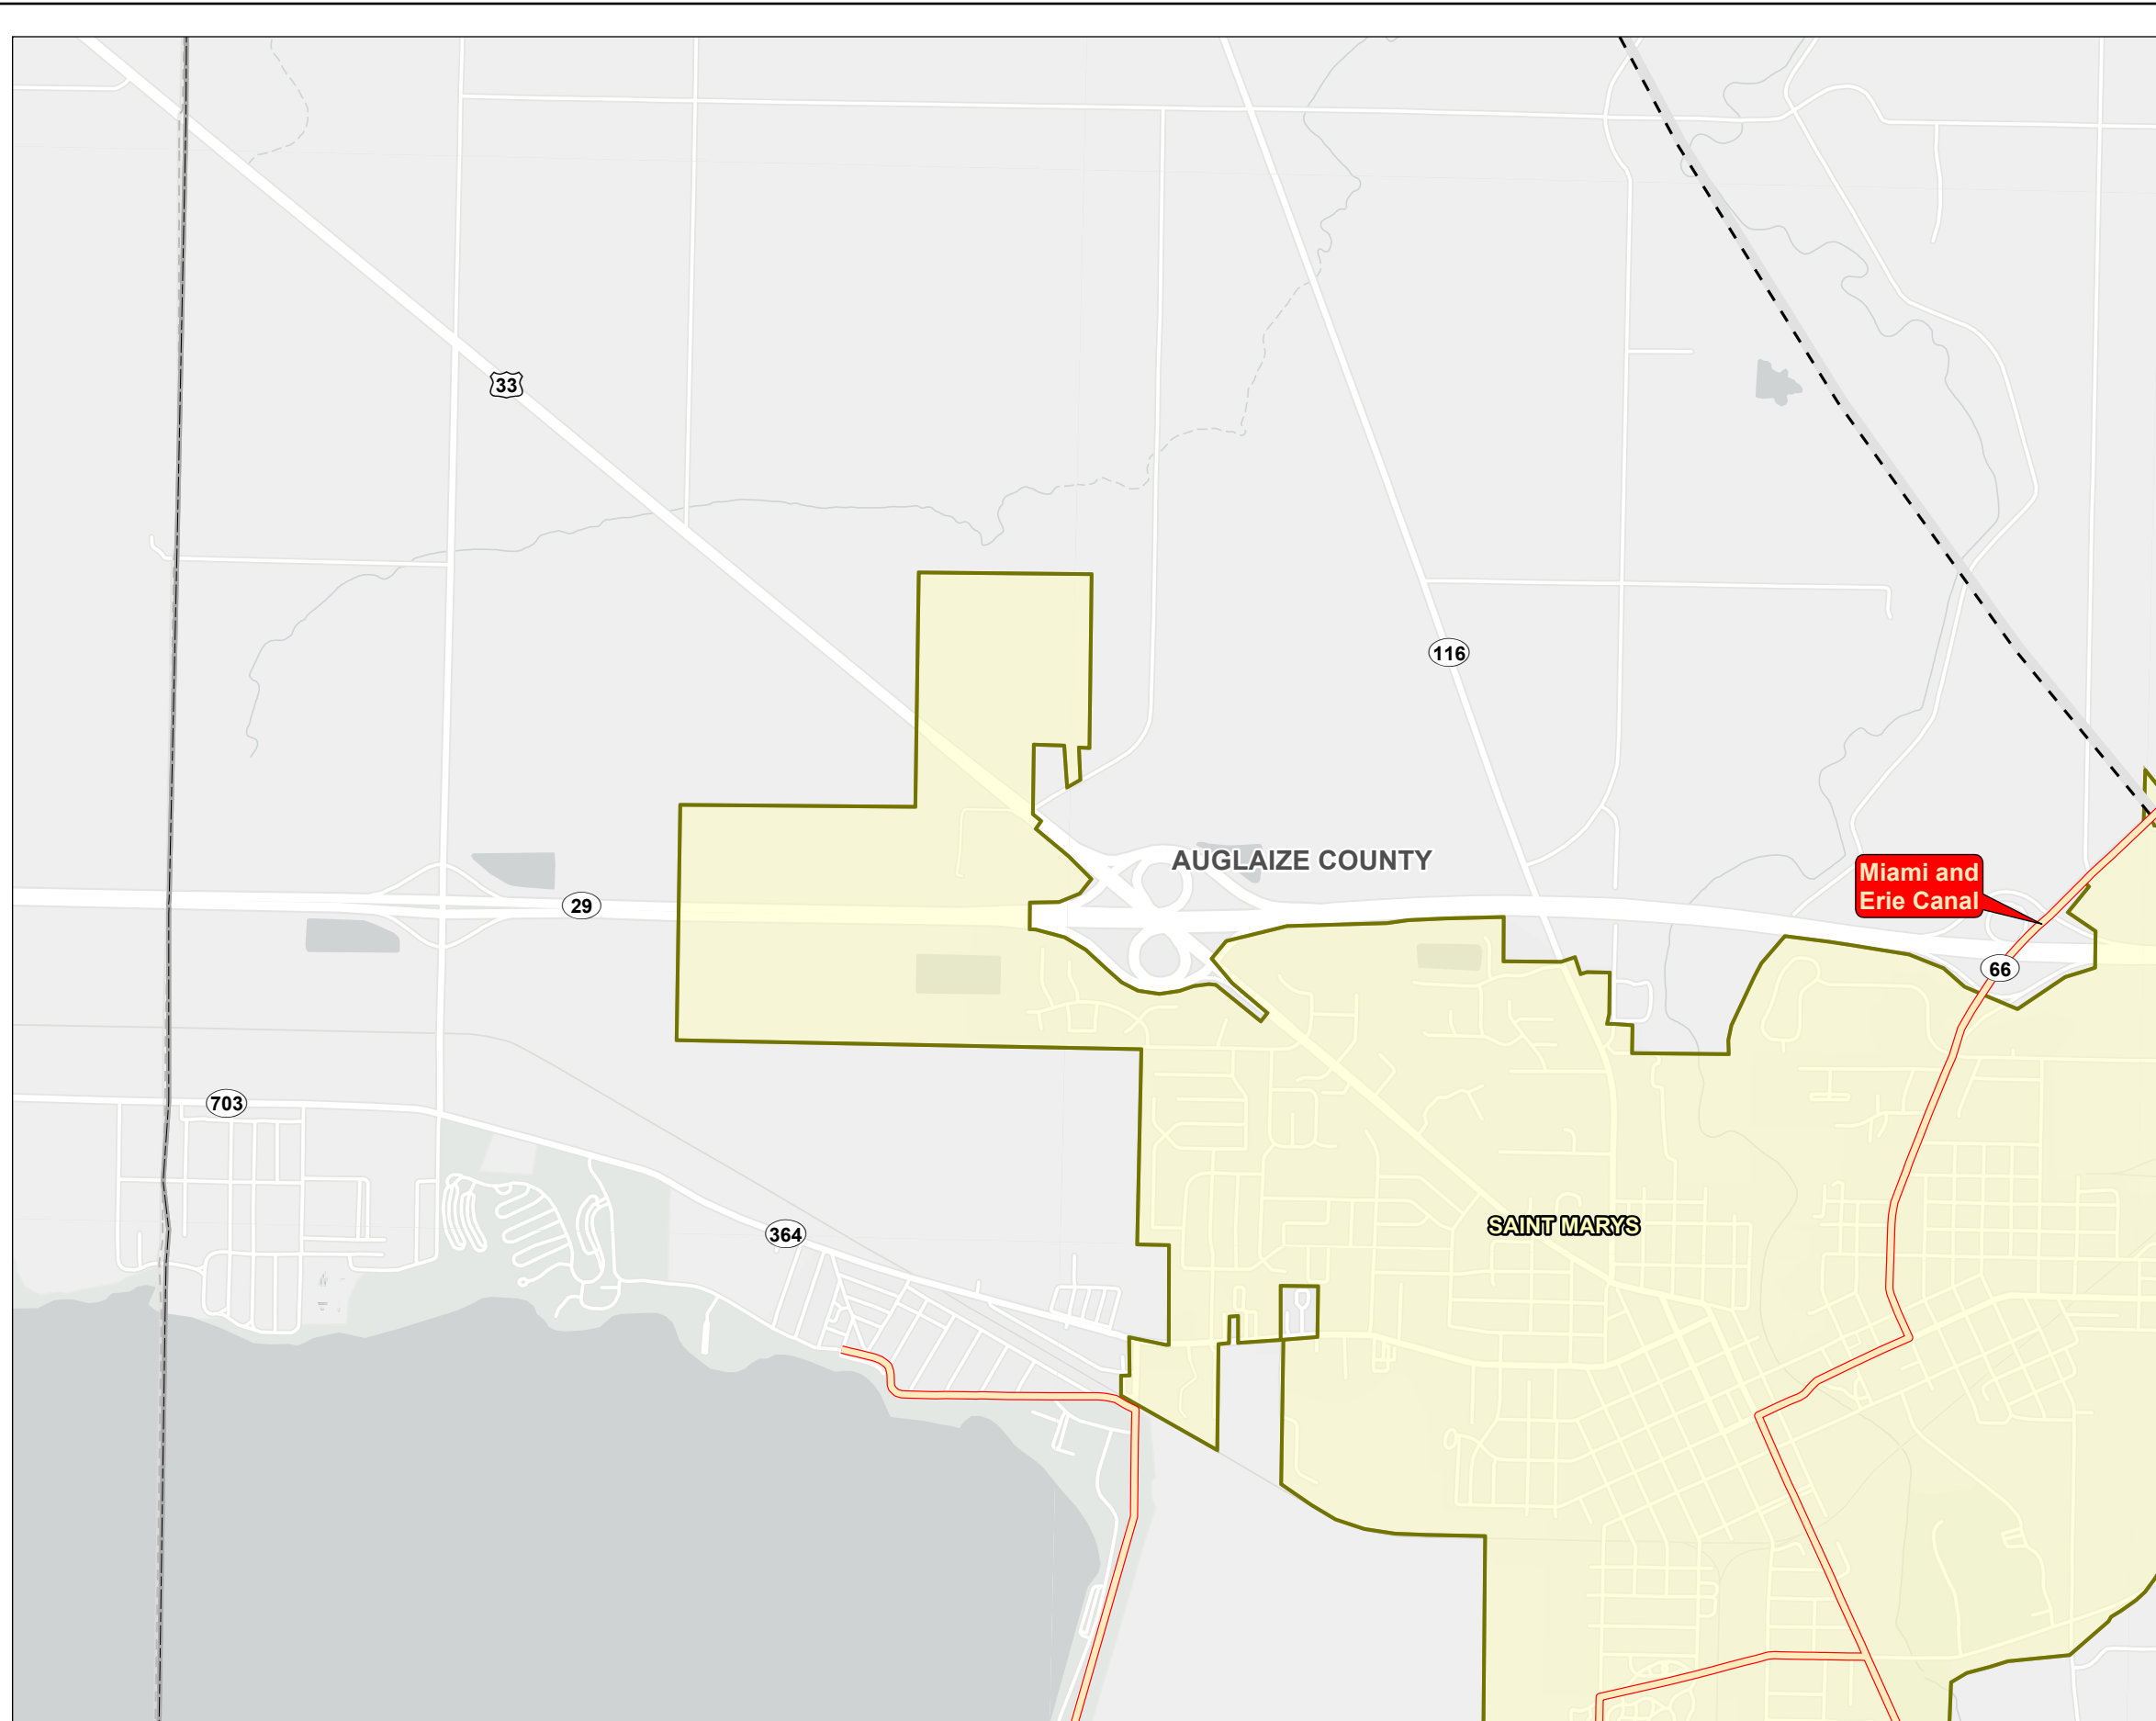 33
116
AUGLAIZE COUNTY
Miami and
Erie Canal
29
66
703
SAINT MARYS
364